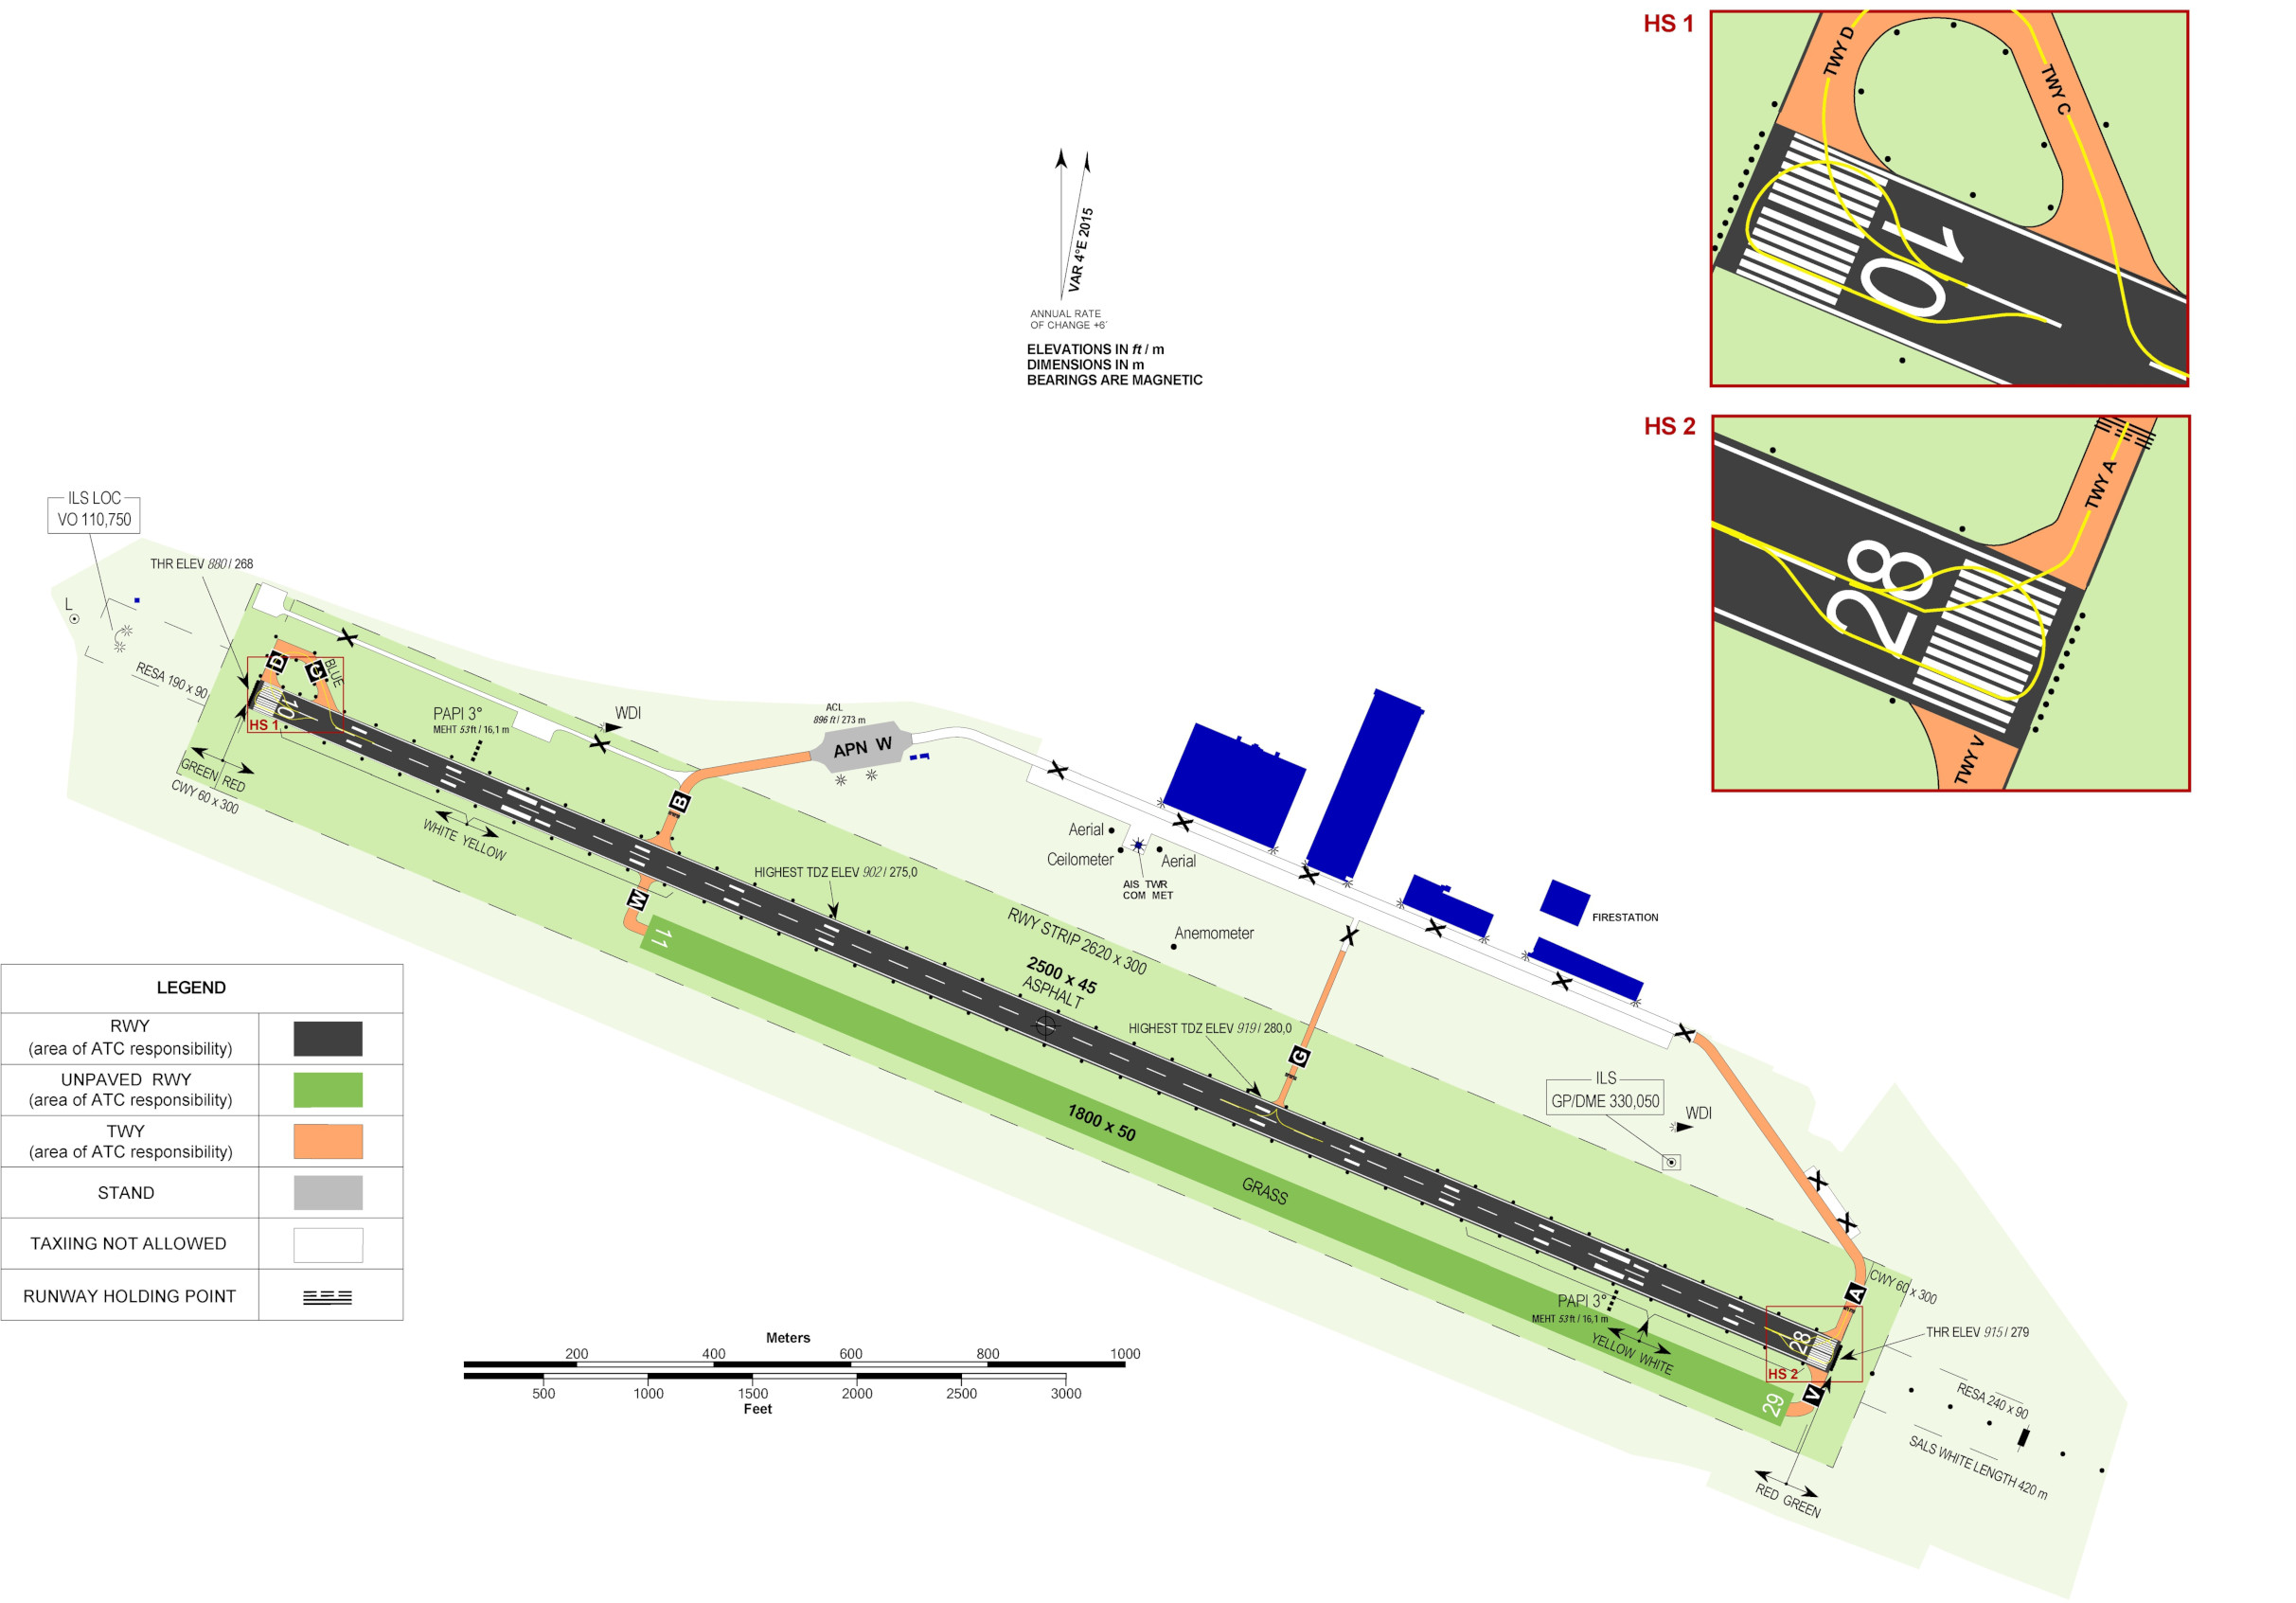 HS 1
TWY D
TWY C
10
HS 2
TWY A
28
TWY V
VAR 4°E 2015
ANNUAL RATE
OF CHANGE +6´
ELEVATIONS IN ft / m
DIMENSIONS IN m
BEARINGS ARE MAGNETIC
ILS LOC
VO 110,750
THR ELEV 880 / 268
L
RESA 190 x 90
D
C
BLUE
10
HS 1
GREEN RED
CWY 60 x 300
PAPI 3°
MEHT 53 ft / 16,1 m
WDI
WHITE YELLOW
ACL
896 ft / 273 m
APN W
B
W
11
HIGHEST TDZ ELEV 902 / 275,0
Aerial
Ceilometer
Aerial
AIS TWR
COM MET
Anemometer
FIRESTATION
RWY STRIP 2620 x 300
2500 x 45
ASPHALT
HIGHEST TDZ ELEV 919 / 280,0
G
1800 x 50
GRASS
ILS
GP/DME 330,050
WDI
PAPI 3°
MEHT 53 ft / 16,1 m
YELLOW WHITE
A
CWY 60 x 300
28
HS 2
THR ELEV 915 / 279
V
29
RESA 240 x 90
SALS WHITE LENGTH 420 m
RED GREEN
LEGEND
RWY
(area of ATC responsibility)
UNPAVED RWY
(area of ATC responsibility)
TWY
(area of ATC responsibility)
STAND
TAXIING NOT ALLOWED
RUNWAY HOLDING POINT
Meters
200 400 600 800 1000
500 1000 1500 2000 2500 3000
Feet